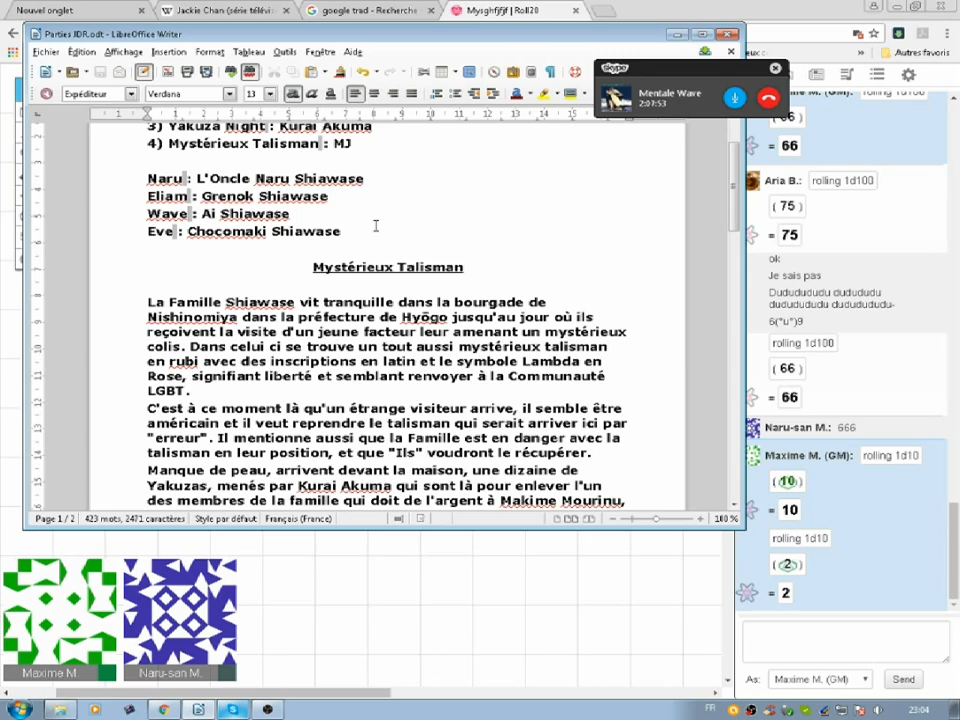 Nouvel onglet
Jackie Chan (série télévis
google trad - Recherche
Mysghfjfjf | Roll20
Parties JDR.odt - LibreOffice Writer
Fichier Édition Affichage Insertion Format Tableau Outils Fenêtre Aide
Autres favoris
Expéditeur Verdana 13
skype
Mentale Wave
2:07:53
3) Yakuza Night : Kurai Akuma
4) Mystérieux Talisman : MJ
Naru : L'Oncle Naru Shiawase
Eliam : Grenok Shiawase
Wave : Ai Shiawase
Eve : Chocomaki Shiawase
Mystérieux Talisman
La Famille Shiawase vit tranquille dans la bourgade de
Nishinomiya dans la préfecture de Hyōgo jusqu'au jour où ils
reçoivent la visite d'un jeune facteur leur amenant un mystérieux
colis. Dans celui ci se trouve un tout aussi mystérieux talisman
en rubi avec des inscriptions en latin et le symbole Lambda en
Rose, signifiant liberté et semblant renvoyer à la Communauté
LGBT.
C'est à ce moment là qu'un étrange visiteur arrive, il semble être
américain et il veut reprendre le talisman qui serait arriver ici par
"erreur". Il mentionne aussi que la Famille est en danger avec la
talisman en leur position, et que "Ils" voudront le récupérer.
Manque de peau, arrivent devant la maison, une dizaine de
Yakuzas, menés par Kurai Akuma qui sont là pour enlever l'un
des membres de la famille qui doit de l'argent à Makime Mourinu,
Page 1 / 2 423 mots, 2471 caractères Style par défaut Français (France) 100 %
rolling 1d100
66
= 66
Aria B.: rolling 1d100
(75)
= 75
ok
Je sais pas
Dududududu dudududu
dudududu dudududu dudududu-
6(°u°)9
rolling 1d100
(66)
= 66
Naru-san M.: 666
Maxime M. (GM): rolling 1d10
(10)
= 10
rolling 1d10
(2)
= 2
As: Maxime M. (GM) Send
Maxime M.
Naru-san M.
FR
23:04